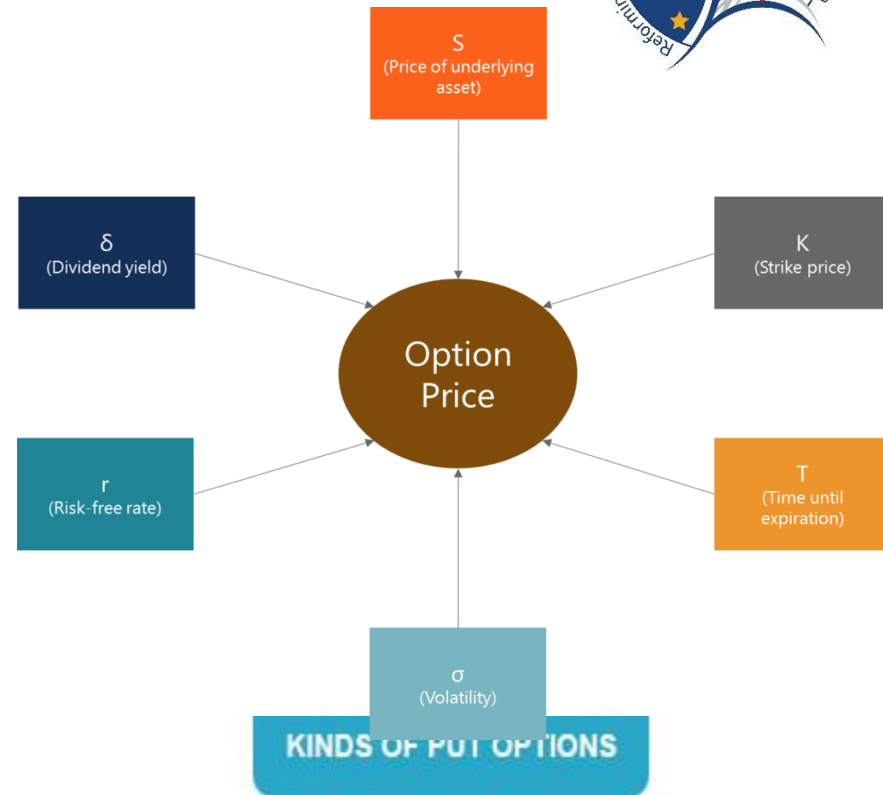 Reforming
S
(Price of underlying
asset)
δ
(Dividend yield)
K
(Strike price)
Option
Price
r
(Risk-free rate)
T
(Time until
expiration)
σ
(Volatility)
KINDS OF PUT OPTIONS